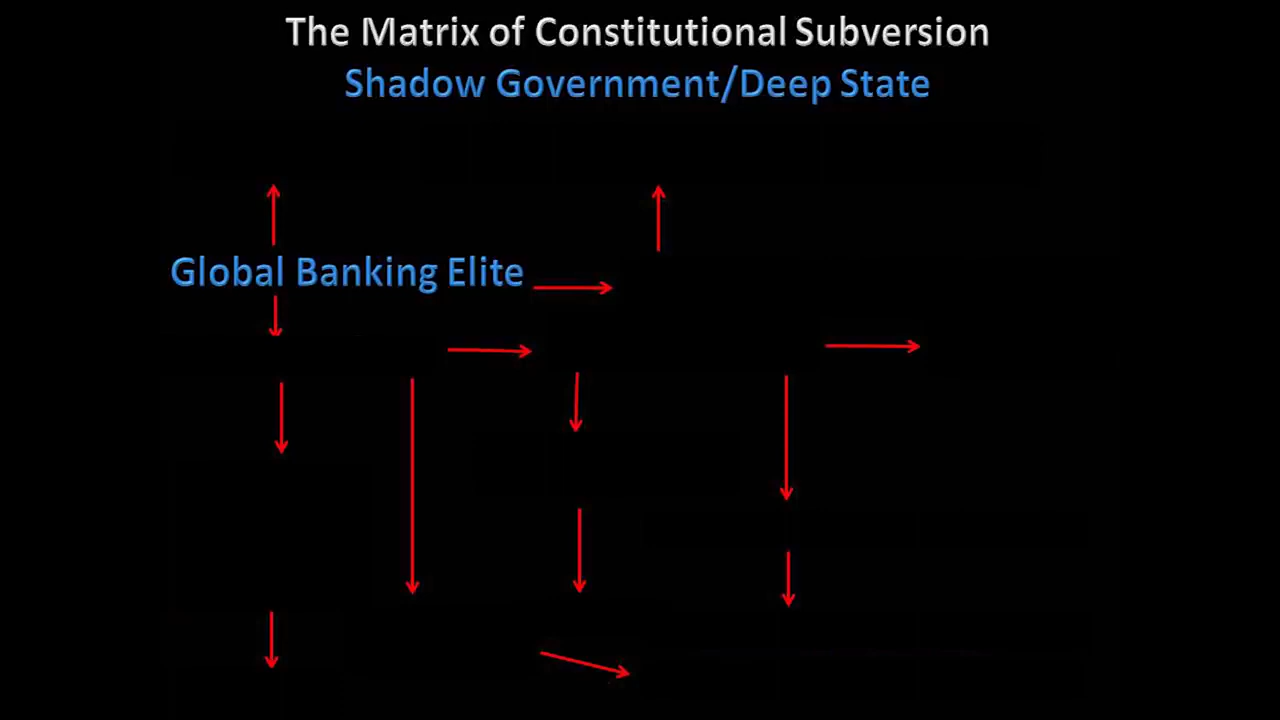 The Matrix of Constitutional Subversion
Shadow Government/Deep State
Global Banking Elite